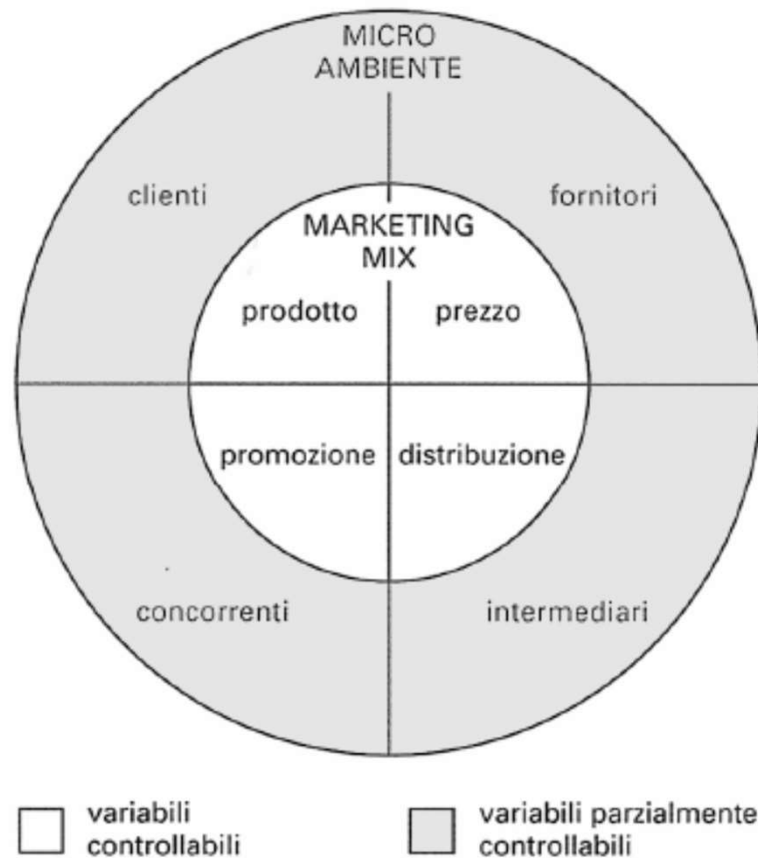 MICRO
AMBIENTE
clienti
fornitori
MARKETING
MIX
prodotto
prezzo
promozione
distribuzione
concorrenti
intermediari
variabili
controllabili
variabili parzialmente
controllabili